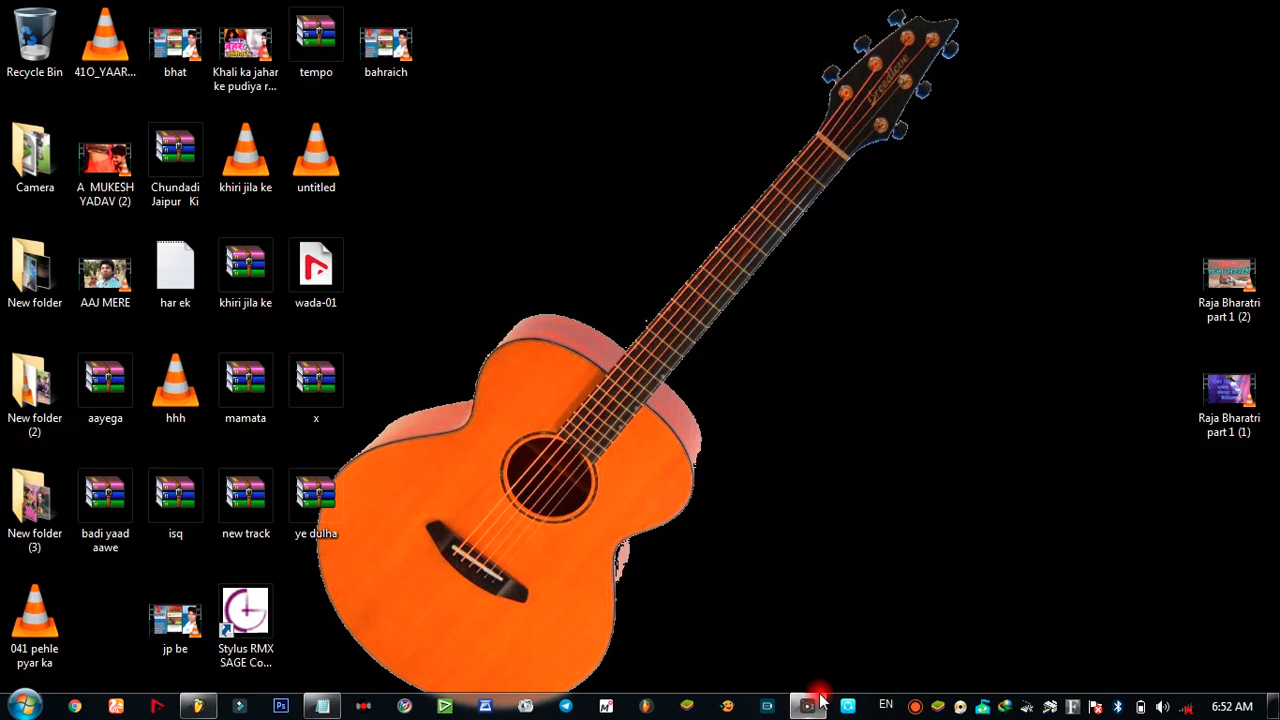 Recycle Bin
41O_YAAR...
bhat
Khali ka jahar
ke pudiya r...
tempo
bahraich
Camera
A MUKESH
YADAV (2)
Chundadi
Jaipur Ki
khiri jila ke
untitled
New folder
AAJ MERE
har ek
khiri jila ke
wada-01
New folder
(2)
aayega
hhh
mamata
x
New folder
(3)
badi yaad
aawe
isq
new track
ye dulha
041 pehle
pyar ka
jp be
Stylus RMX
SAGE Co...
Raja Bharatri
part 1 (2)
Raja Bharatri
part 1 (1)
Breedlove
Ps
EN
6:52 AM